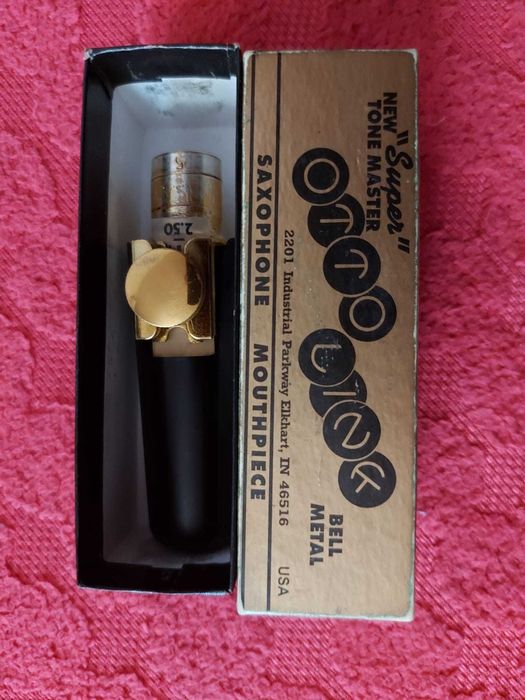 NEW "Super"
TONE MASTER
OTTO LINK
BELL
METAL
2201 Industrial Parkway Elkhart, IN 46516
USA
SAXOPHONE MOUTHPIECE
2.50